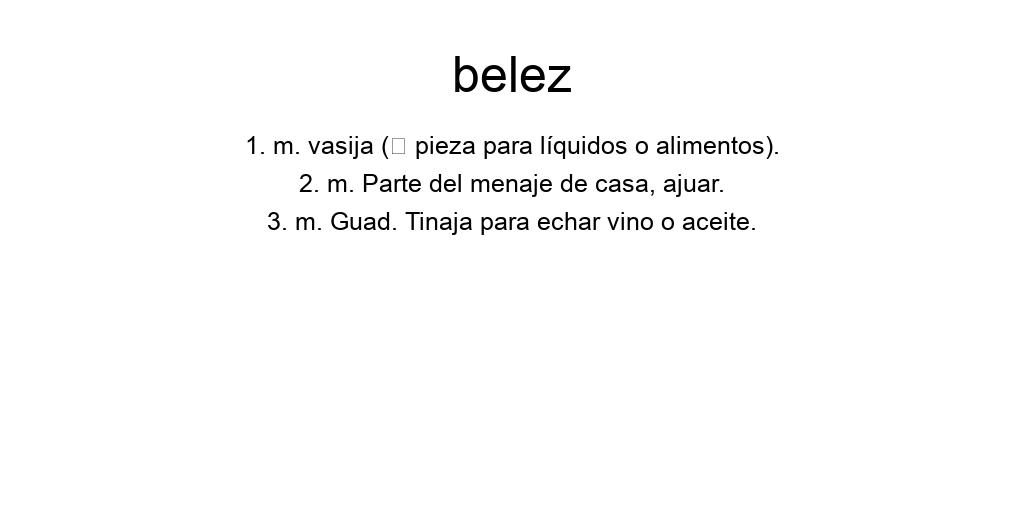 belez
1. m. vasija (□ pieza para líquidos o alimentos).
2. m. Parte del menaje de casa, ajuar.
3. m. Guad. Tinaja para echar vino o aceite.